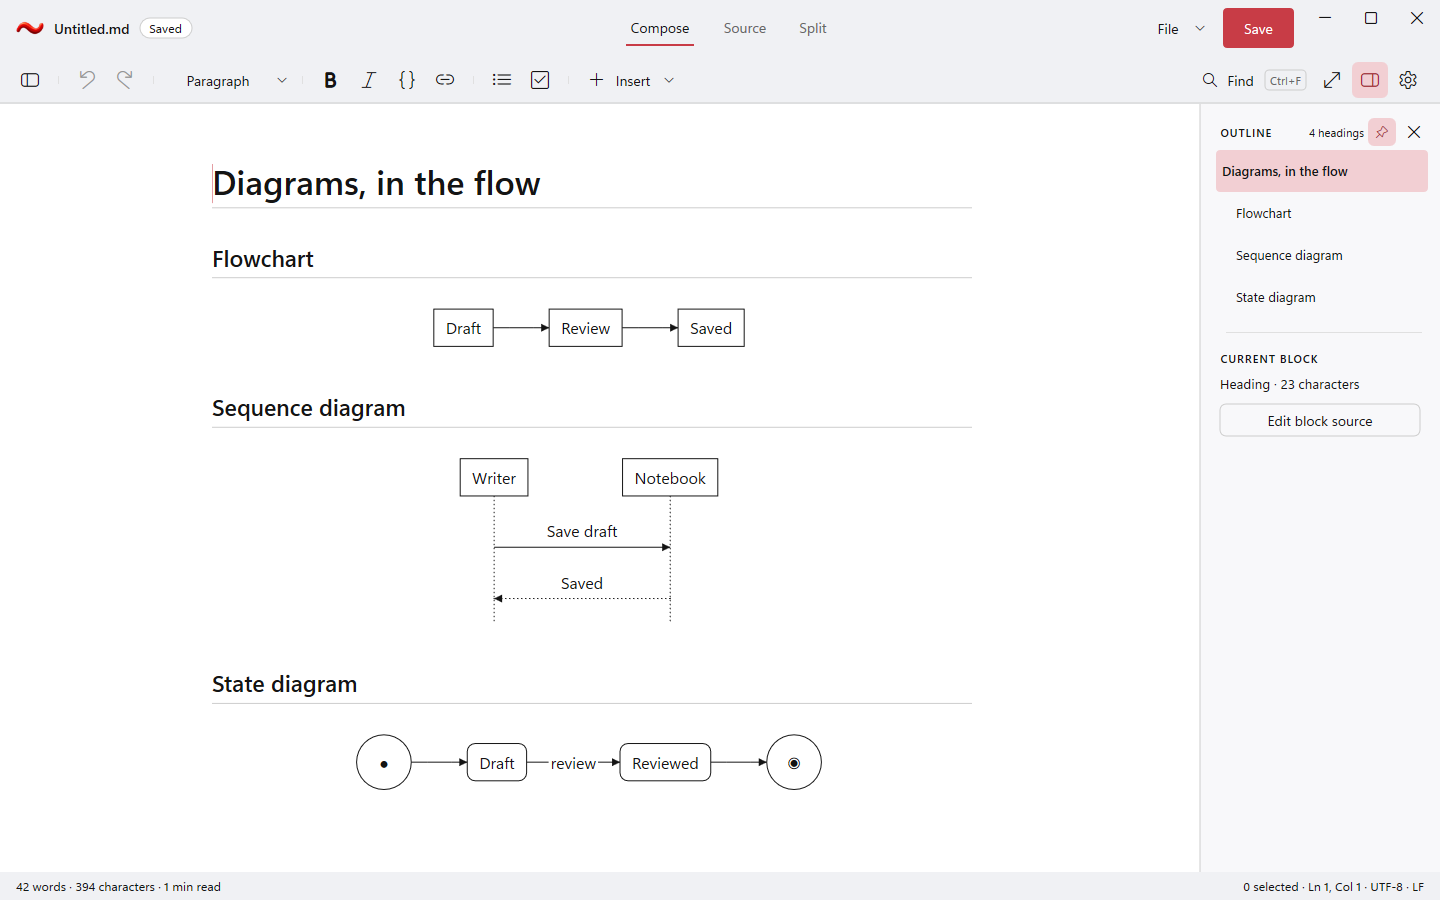 Untitled.md Saved Compose Source Split File Save
Paragraph B I {} Insert Find Ctrl+F
Diagrams, in the flow
Flowchart
Draft Review Saved
Sequence diagram
Writer Notebook
Save draft
Saved
State diagram
Draft review Reviewed
OUTLINE 4 headings
Diagrams, in the flow
Flowchart
Sequence diagram
State diagram
CURRENT BLOCK
Heading · 23 characters
Edit block source
42 words · 394 characters · 1 min read
0 selected · Ln 1, Col 1 · UTF-8 · LF